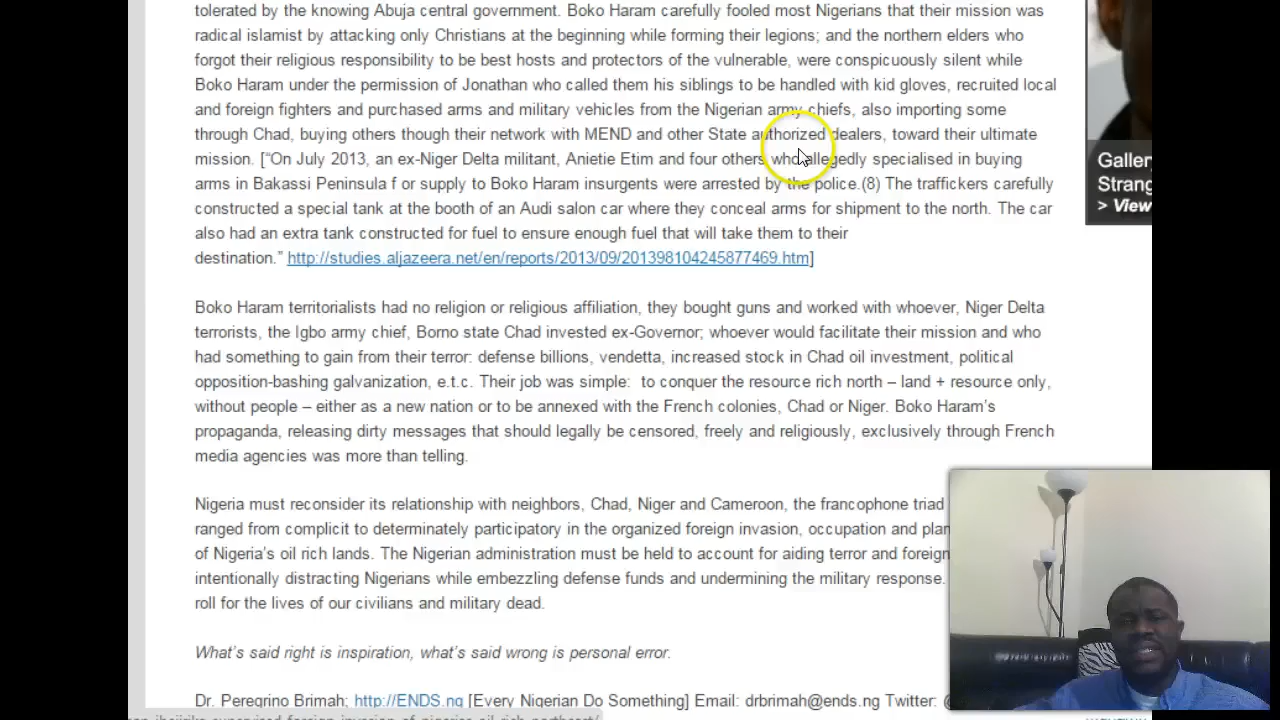 tolerated by the knowing Abuja central government. Boko Haram carefully fooled most Nigerians that their mission was
radical islamist by attacking only Christians at the beginning while forming their legions; and the northern elders who
forgot their religious responsibility to be best hosts and protectors of the vulnerable, were conspicuously silent while
Boko Haram under the permission of Jonathan who called them his siblings to be handled with kid gloves, recruited local
and foreign fighters and purchased arms and military vehicles from the Nigerian army chiefs, also importing some
through Chad, buying others though their network with MEND and other State authorized dealers, toward their ultimate
mission. [“On July 2013, an ex-Niger Delta militant, Anietie Etim and four others who allegedly specialised in buying
arms in Bakassi Peninsula f or supply to Boko Haram insurgents were arrested by the police.(8) The traffickers carefully
constructed a special tank at the booth of an Audi salon car where they conceal arms for shipment to the north. The car
also had an extra tank constructed for fuel to ensure enough fuel that will take them to their
destination.” http://studies.aljazeera.net/en/reports/2013/09/201398104245877469.htm]
Boko Haram territorialists had no religion or religious affiliation, they bought guns and worked with whoever, Niger Delta
terrorists, the Igbo army chief, Borno state Chad invested ex-Governor; whoever would facilitate their mission and who
had something to gain from their terror: defense billions, vendetta, increased stock in Chad oil investment, political
opposition-bashing galvanization, e.t.c. Their job was simple:  to conquer the resource rich north – land + resource only,
without people – either as a new nation or to be annexed with the French colonies, Chad or Niger. Boko Haram’s
propaganda, releasing dirty messages that should legally be censored, freely and religiously, exclusively through French
media agencies was more than telling.
Nigeria must reconsider its relationship with neighbors, Chad, Niger and Cameroon, the francophone triad
ranged from complicit to determinately participatory in the organized foreign invasion, occupation and
of Nigeria’s oil rich lands. The Nigerian administration must be held to account for aiding terror and foreign
intentionally distracting Nigerians while embezzling defense funds and undermining the military response.
roll for the lives of our civilians and military dead.
What’s said right is inspiration, what’s said wrong is personal error.
Dr. Peregrino Brimah; http://ENDS.ng [Every Nigerian Do Something] Email: drbrimah@ends.ng Twitter:
Gallery
> View